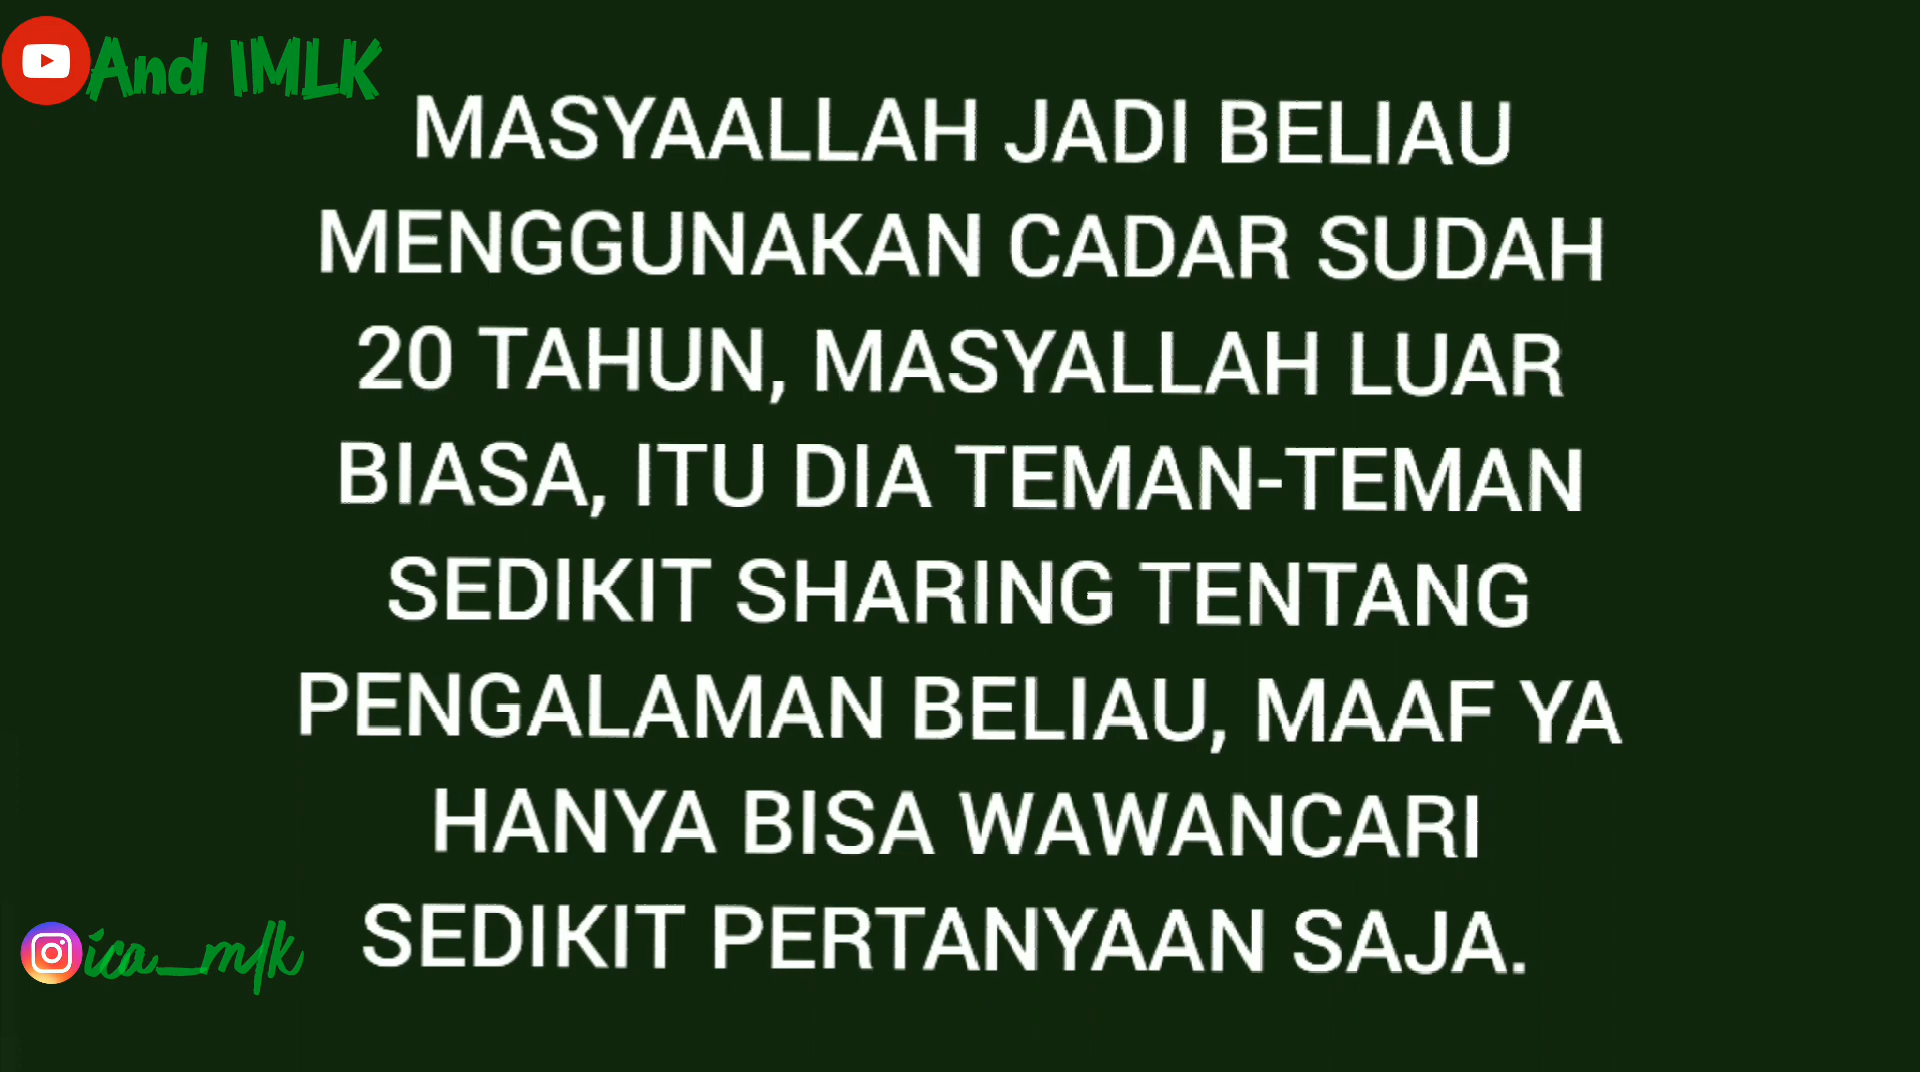 And IMLK
MASYAALLAH JADI BELIAU
MENGGUNAKAN CADAR SUDAH
20 TAHUN, MASYALLAH LUAR
BIASA, ITU DIA TEMAN-TEMAN
SEDIKIT SHARING TENTANG
PENGALAMAN BELIAU, MAAF YA
HANYA BISA WAWANCARI
SEDIKIT PERTANYAAN SAJA.
ica_mlk